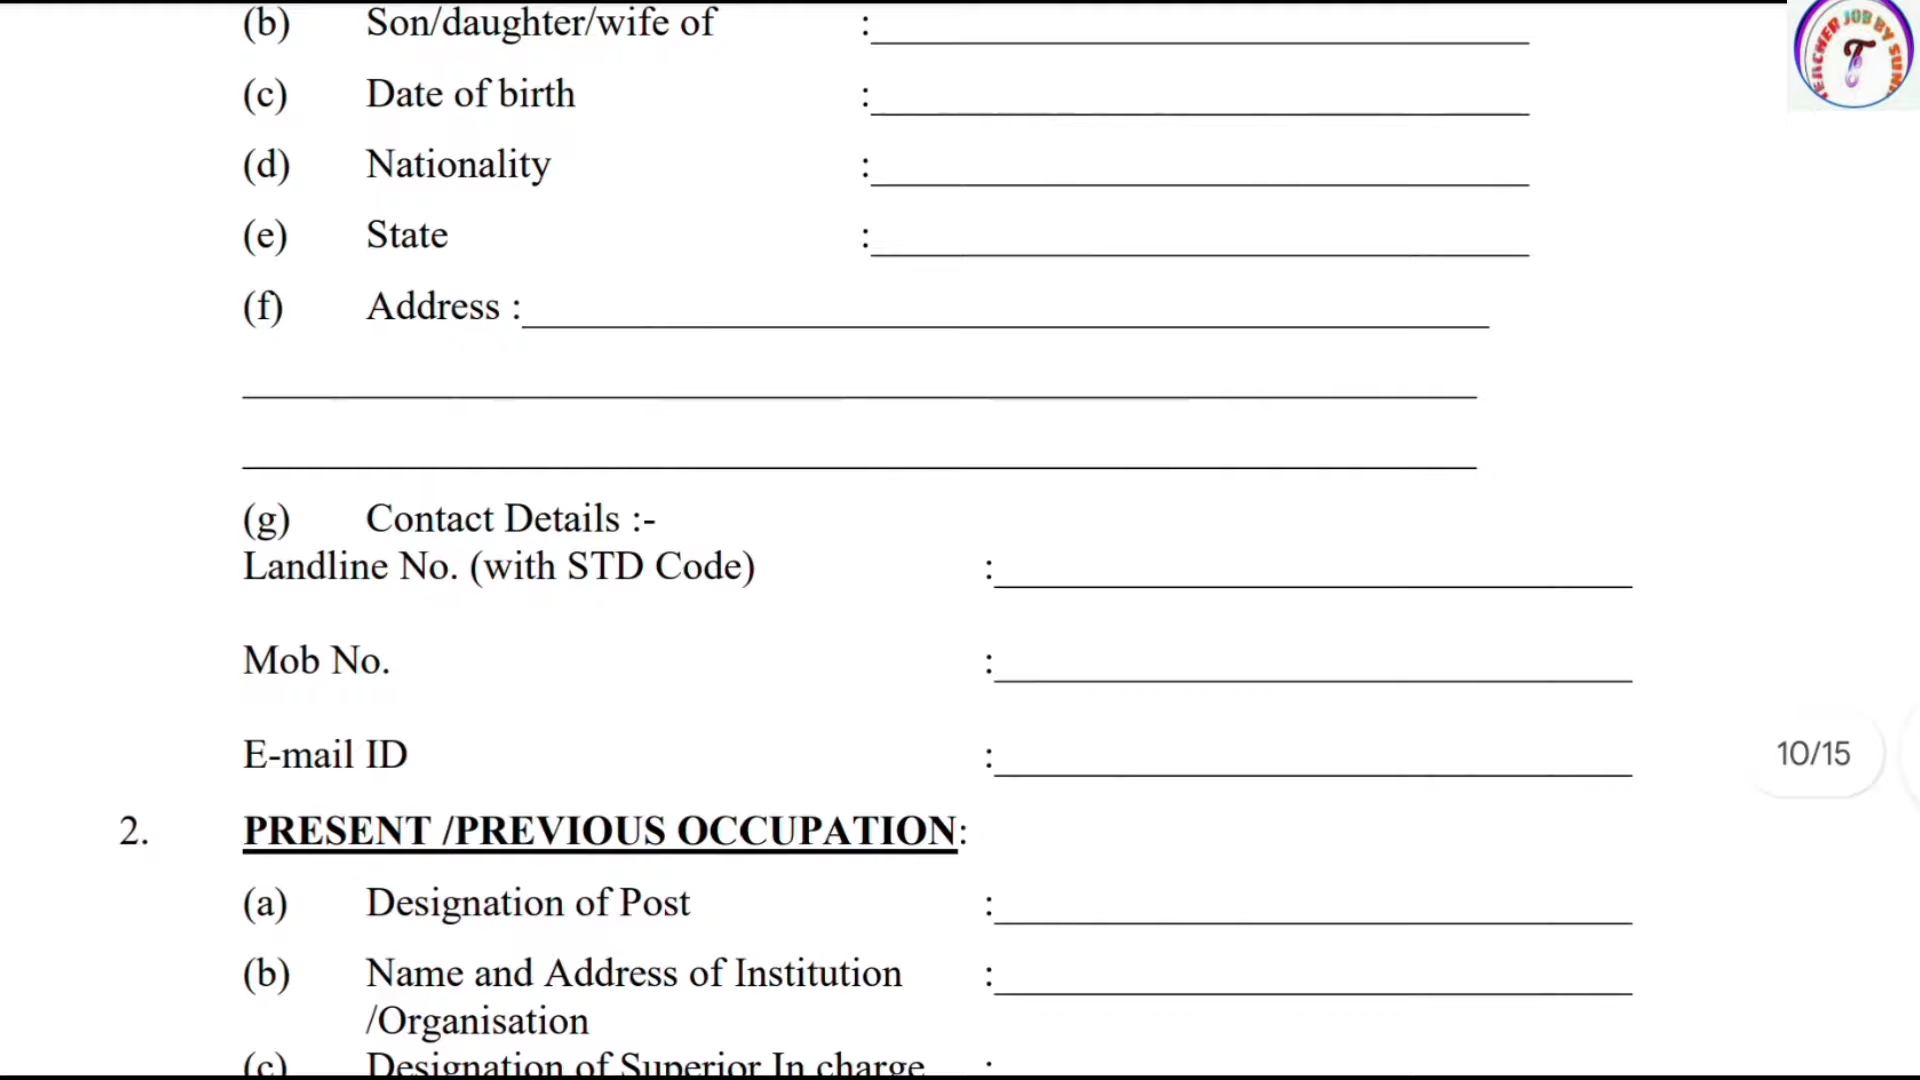 (b) Son/daughter/wife of :
(c) Date of birth :
(d) Nationality :
(e) State :
(f) Address :
(g) Contact Details :-
Landline No. (with STD Code) :
Mob No. :
E-mail ID :
10/15
2. PRESENT /PREVIOUS OCCUPATION:
(a) Designation of Post :
(b) Name and Address of Institution :
/Organisation
(c) Designation of Superior In charge :
JOB BY
T